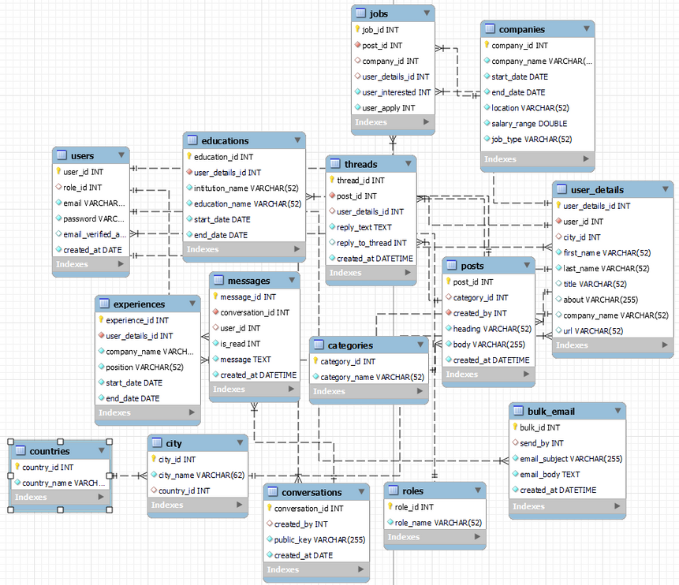 jobs
job_id INT
post_id INT
company_id INT
user_details_id INT
user_interested INT
user_apply INT
Indexes
companies
company_id INT
company_name VARCHAR(...
start_date DATE
end_date DATE
location VARCHAR(52)
salary_range DOUBLE
job_type VARCHAR(52)
Indexes
users
user_id INT
role_id INT
email VARCHAR...
password VARC...
email_verified_a...
created_at DATE
Indexes
educations
education_id INT
user_details_id INT
intitution_name VARCHAR(52)
education_name VARCHAR(52)
start_date DATE
end_date DATE
Indexes
threads
thread_id INT
post_id INT
user_details_id INT
reply_text TEXT
reply_to_thread INT
created_at DATETIME
Indexes
user_details
user_details_id INT
user_id INT
city_id INT
first_name VARCHAR(52)
last_name VARCHAR(52)
title VARCHAR(52)
about VARCHAR(255)
company_name VARCHAR(52)
url VARCHAR(52)
Indexes
posts
post_id INT
category_id INT
created_by INT
heading VARCHAR(52)
body VARCHAR(255)
created_at DATETIME
Indexes
messages
message_id INT
conversation_id INT
user_id INT
is_read INT
message TEXT
created_at DATETIME
Indexes
experiences
experience_id INT
user_details_id INT
company_name VARCH...
position VARCHAR(52)
start_date DATE
end_date DATE
Indexes
categories
category_id INT
category_name VARCHAR(52)
Indexes
bulk_email
bulk_id INT
send_by INT
email_subject VARCHAR(255)
email_body TEXT
created_at DATETIME
Indexes
countries
country_id INT
country_name VARCH...
Indexes
city
city_id INT
city_name VARCHAR(62)
country_id INT
Indexes
conversations
conversation_id INT
created_by INT
public_key VARCHAR(255)
created_at DATE
Indexes
roles
role_id INT
role_name VARCHAR(52)
Indexes